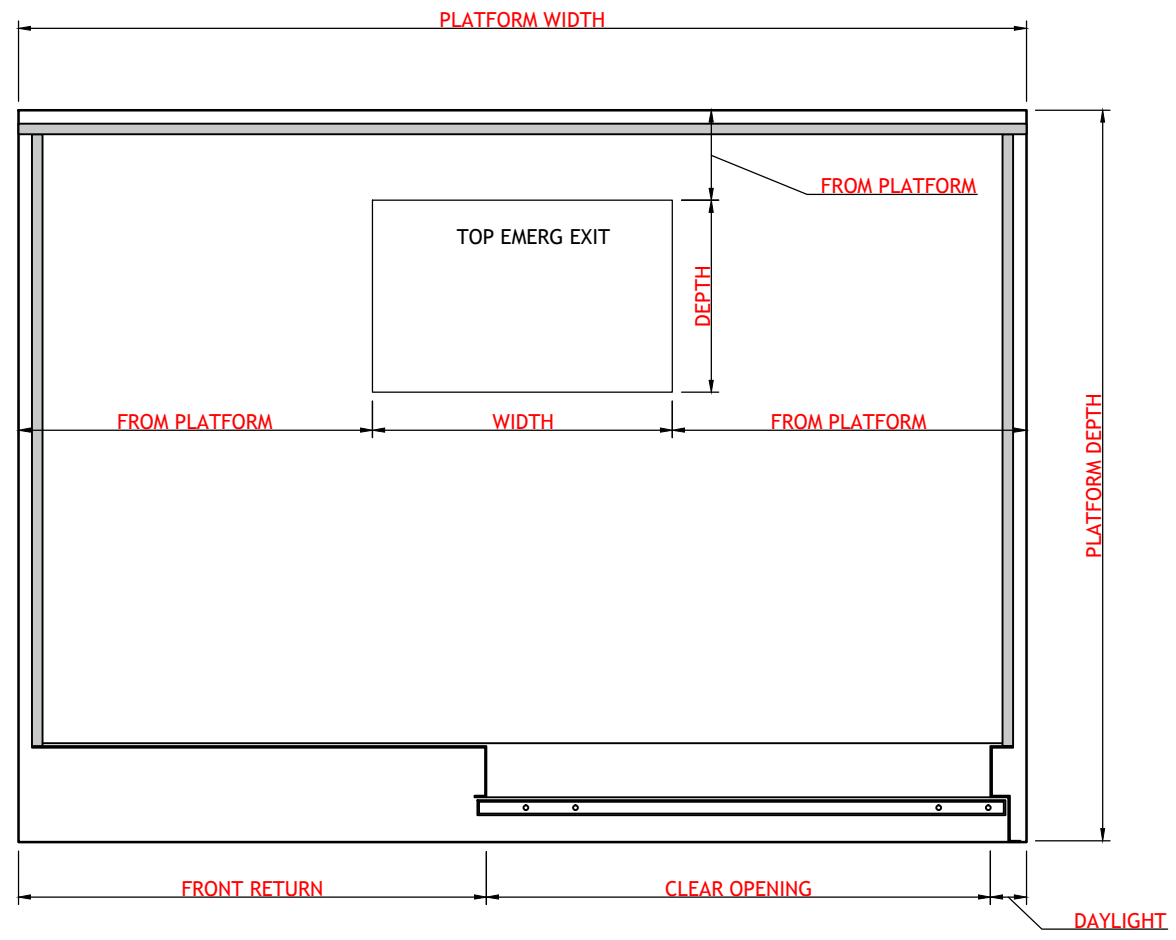 PLATFORM WIDTH
FROM PLATFORM
TOP EMERG EXIT
DEPTH
FROM PLATFORM
WIDTH
FROM PLATFORM
PLATFORM DEPTH
FRONT RETURN
CLEAR OPENING
DAYLIGHT